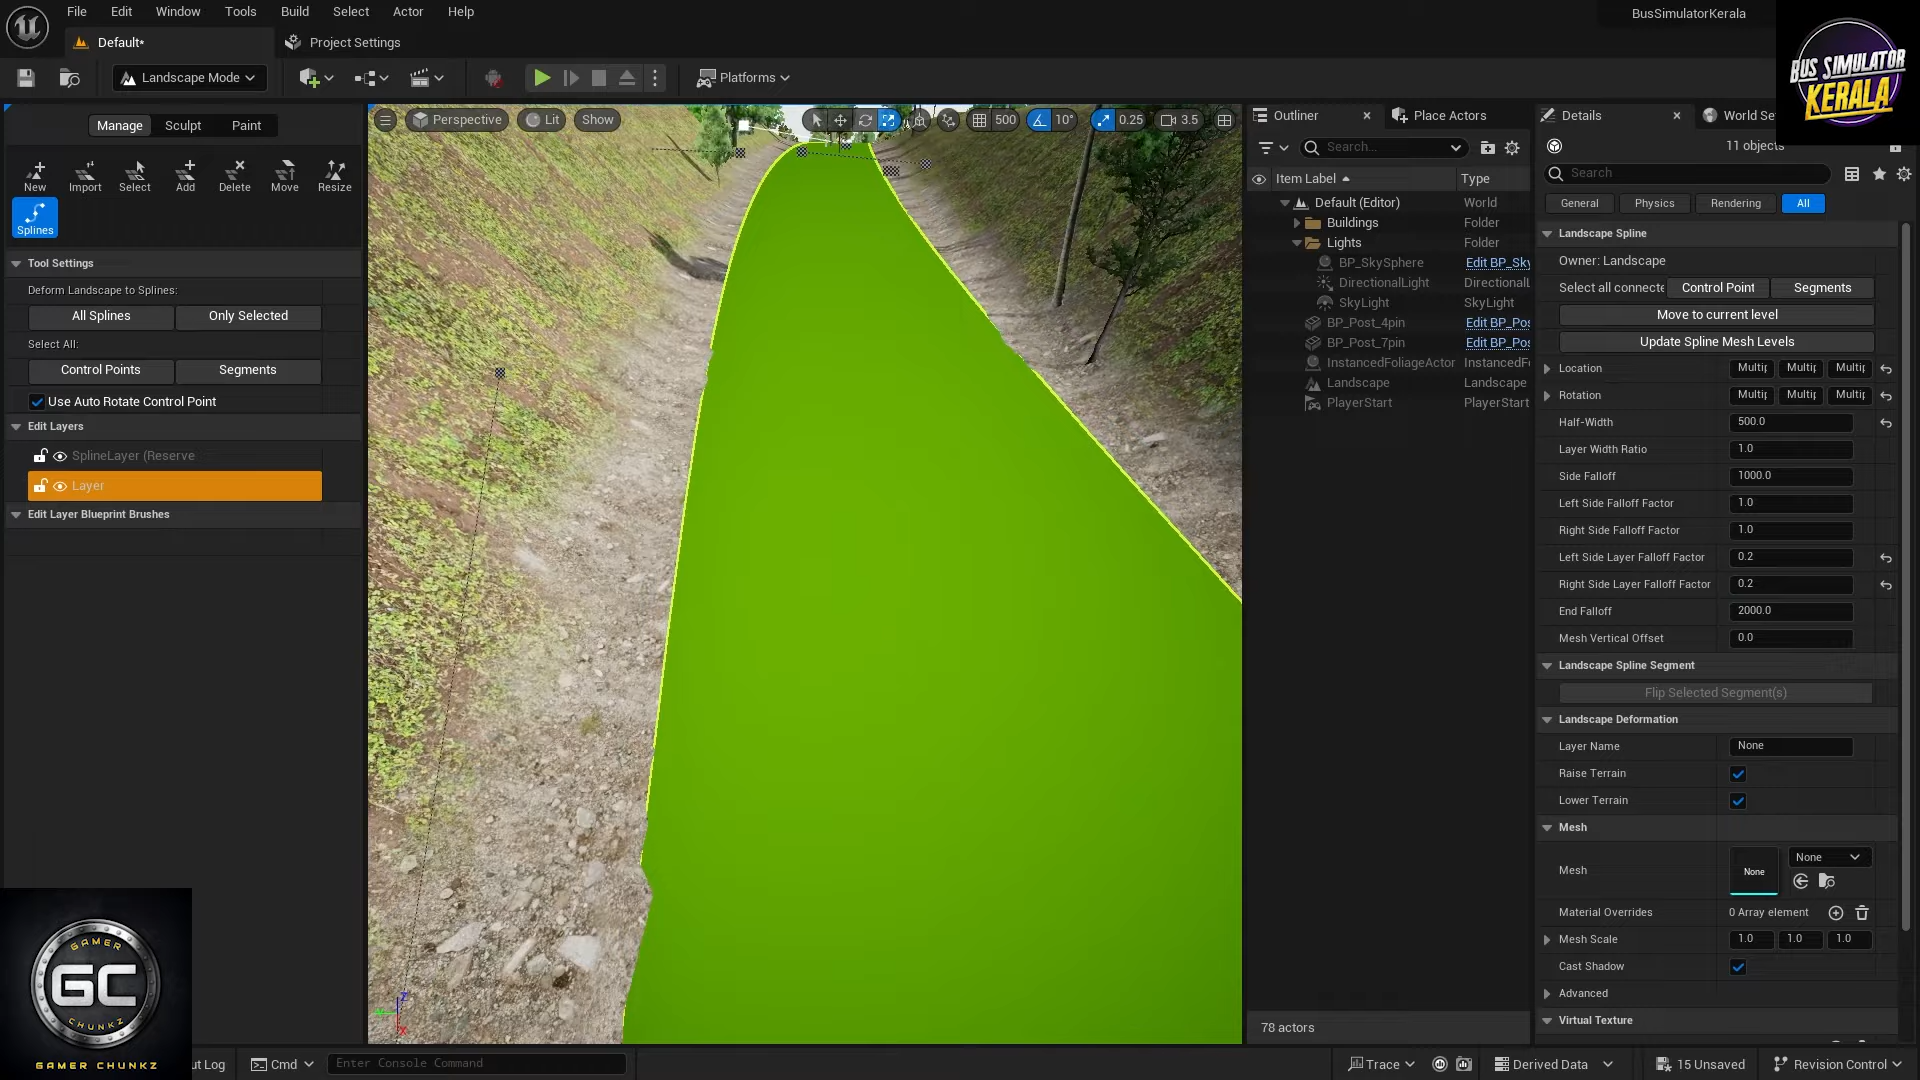 File Edit Window Tools Build Select Actor Help
BusSimulatorKerala
BUS SIMULATOR
KERALA
Default*
Project Settings
Landscape Mode
Platforms
Manage Sculpt Paint
New Import Select Add Delete Move Resize
Splines
Tool Settings
Deform Landscape to Splines:
All Splines Only Selected
Select All:
Control Points Segments
Use Auto Rotate Control Point
Edit Layers
SplineLayer (Reserve
Layer
Edit Layer Blueprint Brushes
Perspective Lit Show
500 10° 0.25 3.5
Z
X
Outliner
Place Actors
Search...
Item Label Type
Default (Editor) World
Buildings Folder
Lights Folder
BP_SkySphere Edit BP_Sky
DirectionalLight DirectionalL
SkyLight SkyLight
BP_Post_4pin Edit BP_Pos
BP_Post_7pin Edit BP_Pos
InstancedFoliageActor InstancedFo
Landscape Landscape
PlayerStart PlayerStart
78 actors
Details
World Se
11 objects
Search
General Physics Rendering All
Landscape Spline
Owner: Landscape
Select all connecte Control Point Segments
Move to current level
Update Spline Mesh Levels
Location Multip Multip Multip
Rotation Multip Multip Multip
Half-Width 500.0
Layer Width Ratio 1.0
Side Falloff 1000.0
Left Side Falloff Factor 1.0
Right Side Falloff Factor 1.0
Left Side Layer Falloff Factor 0.2
Right Side Layer Falloff Factor 0.2
End Falloff 2000.0
Mesh Vertical Offset 0.0
Landscape Spline Segment
Flip Selected Segment(s)
Landscape Deformation
Layer Name None
Raise Terrain
Lower Terrain
Mesh
Mesh None None
Material Overrides 0 Array element
Mesh Scale 1.0 1.0 1.0
Cast Shadow
Advanced
Virtual Texture
GAMER
GC
CHUNKZ
GAMER CHUNKZ
ut Log
Cmd
Enter Console Command
Trace
Derived Data
15 Unsaved
Revision Control